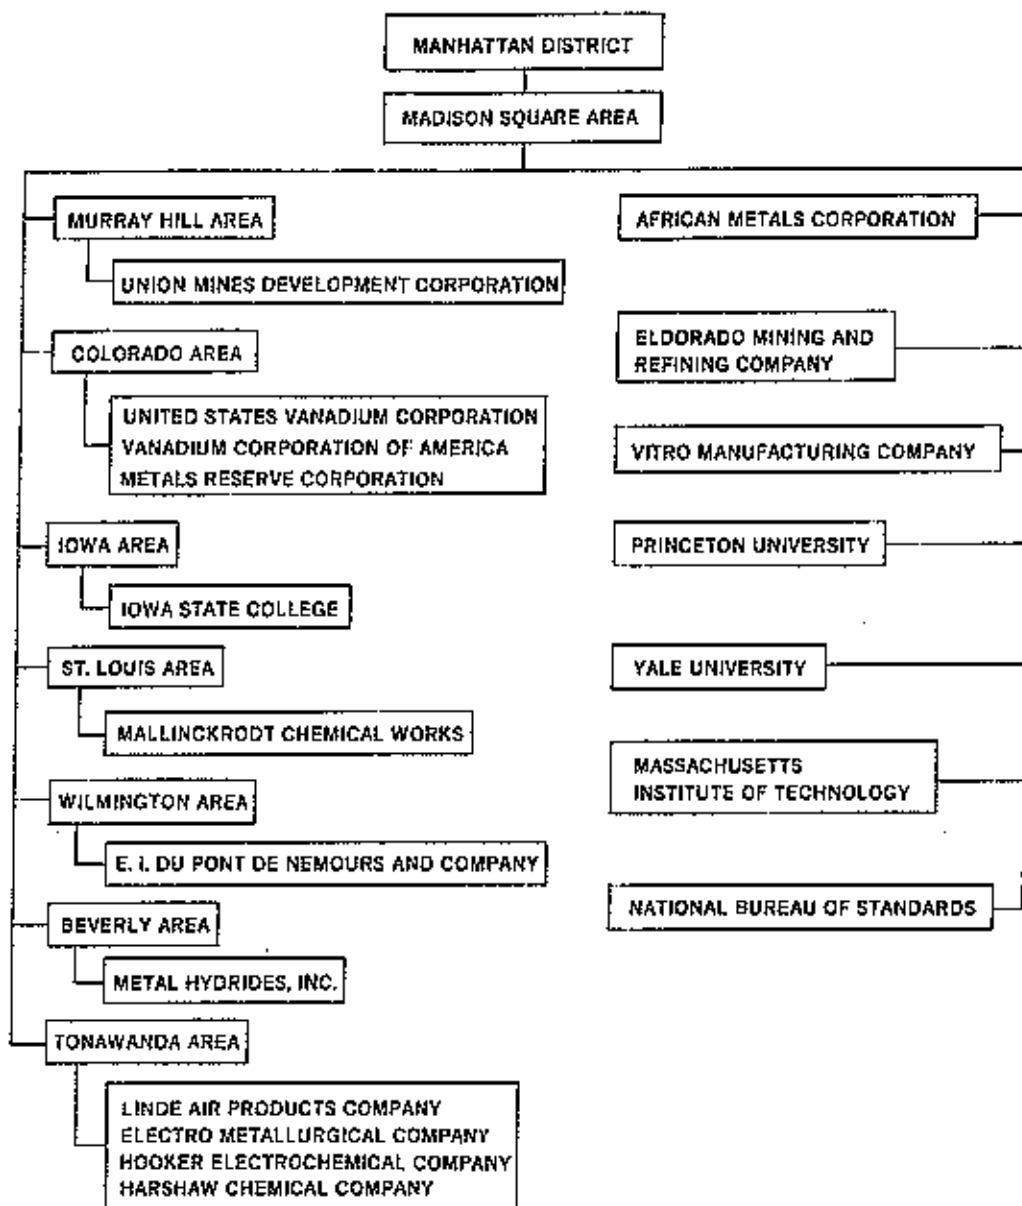 MANHATTAN DISTRICT
MADISON SQUARE AREA
MURRAY HILL AREA
UNION MINES DEVELOPMENT CORPORATION
COLORADO AREA
UNITED STATES VANADIUM CORPORATION
VANADIUM CORPORATION OF AMERICA
METALS RESERVE CORPORATION
IOWA AREA
IOWA STATE COLLEGE
ST. LOUIS AREA
MALLINCKRODT CHEMICAL WORKS
WILMINGTON AREA
E. I. DU PONT DE NEMOURS AND COMPANY
BEVERLY AREA
METAL HYDRIDES, INC.
TONAWANDA AREA
LINDE AIR PRODUCTS COMPANY
ELECTRO METALLURGICAL COMPANY
HOOKER ELECTROCHEMICAL COMPANY
HARSHAW CHEMICAL COMPANY
AFRICAN METALS CORPORATION
ELDORADO MINING AND
REFINING COMPANY
VITRO MANUFACTURING COMPANY
PRINCETON UNIVERSITY
YALE UNIVERSITY
MASSACHUSETTS
INSTITUTE OF TECHNOLOGY
NATIONAL BUREAU OF STANDARDS